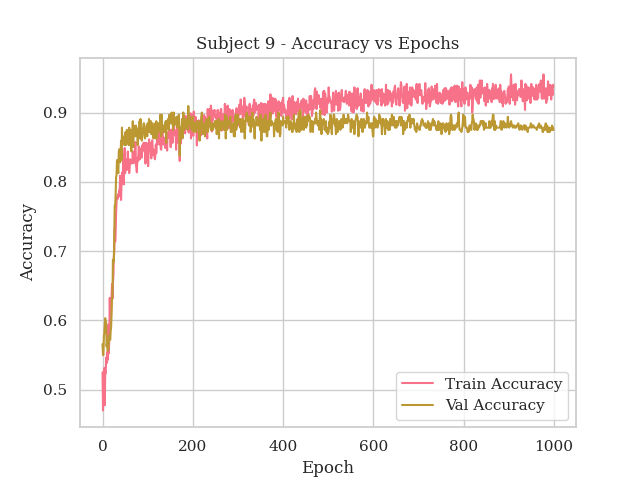 Subject 9 - Accuracy vs Epochs
0.9
0.8
0.7
0.6
0.5
Accuracy
Train Accuracy
Val Accuracy
0 200 400 600 800 1000
Epoch